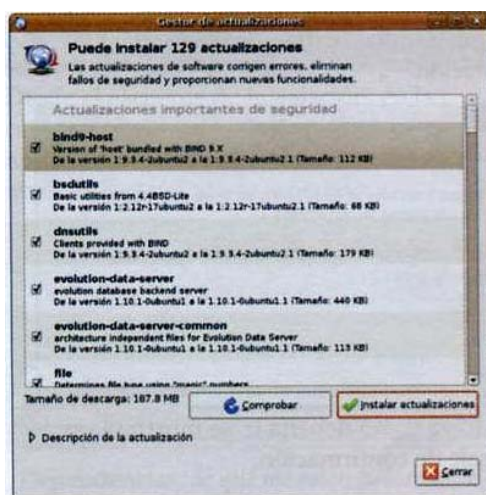 Gestor de actualizaciones
Puede instalar 129 actualizaciones
Las actualizaciones de software corrigen errores, eliminan
fallos de seguridad y proporcionan nuevas funcionalidades.
Actualizaciones importantes de seguridad
bind9-host
Version of 'host' bundled with BIND 9.X
De la versión 1:9.3.4-2ubuntu2 a la 1:9.3.4-2ubuntu2.1 (Tamaño: 112 KB)
bsdutils
Basic utilities from 4.4BSD-Lite
De la versión 1:2.12r-17ubuntu2 a la 1:2.12r-17ubuntu2.1 (Tamaño: 68 KB)
dnsutils
Clients provided with BIND
De la versión 1:9.3.4-2ubuntu2 a la 1:9.3.4-2ubuntu2.1 (Tamaño: 179 KB)
evolution-data-server
evolution database backend server
De la versión 1.10.1-0ubuntu1 a la 1.10.1-0ubuntu1.1 (Tamaño: 440 KB)
evolution-data-server-common
architecture independent files for Evolution Data Server
De la versión 1.10.1-0ubuntu1 a la 1.10.1-0ubuntu1.1 (Tamaño: 113 KB)
file
Determines file type using "magic" numbers
Tamaño de descarga: 187.8 MB
Comprobar
Instalar actualizaciones
Descripción de la actualización
Cerrar